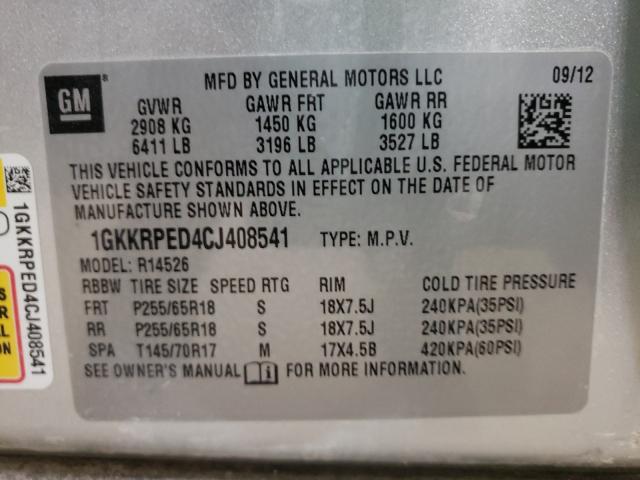 GM
MFD BY GENERAL MOTORS LLC 09/12
GVWR GAWR FRT GAWR RR
2908 KG 1450 KG 1600 KG
6411 LB 3196 LB 3527 LB
THIS VEHICLE CONFORMS TO ALL APPLICABLE U.S. FEDERAL MOTOR
VEHICLE SAFETY STANDARDS IN EFFECT ON THE DATE OF
MANUFACTURE SHOWN ABOVE.
1GKKRPED4CJ408541 TYPE: M.P.V.
MODEL: R14526
RBBW TIRE SIZE SPEED RTG RIM COLD TIRE PRESSURE
FRT P255/65R18 S 18X7.5J 240KPA(35PSI)
RR P255/65R18 S 18X7.5J 240KPA(35PSI)
SPA T145/70R17 M 17X4.5B 420KPA(60PSI)
SEE OWNER'S MANUAL FOR MORE INFORMATION.
1GKKRPED4CJ408541